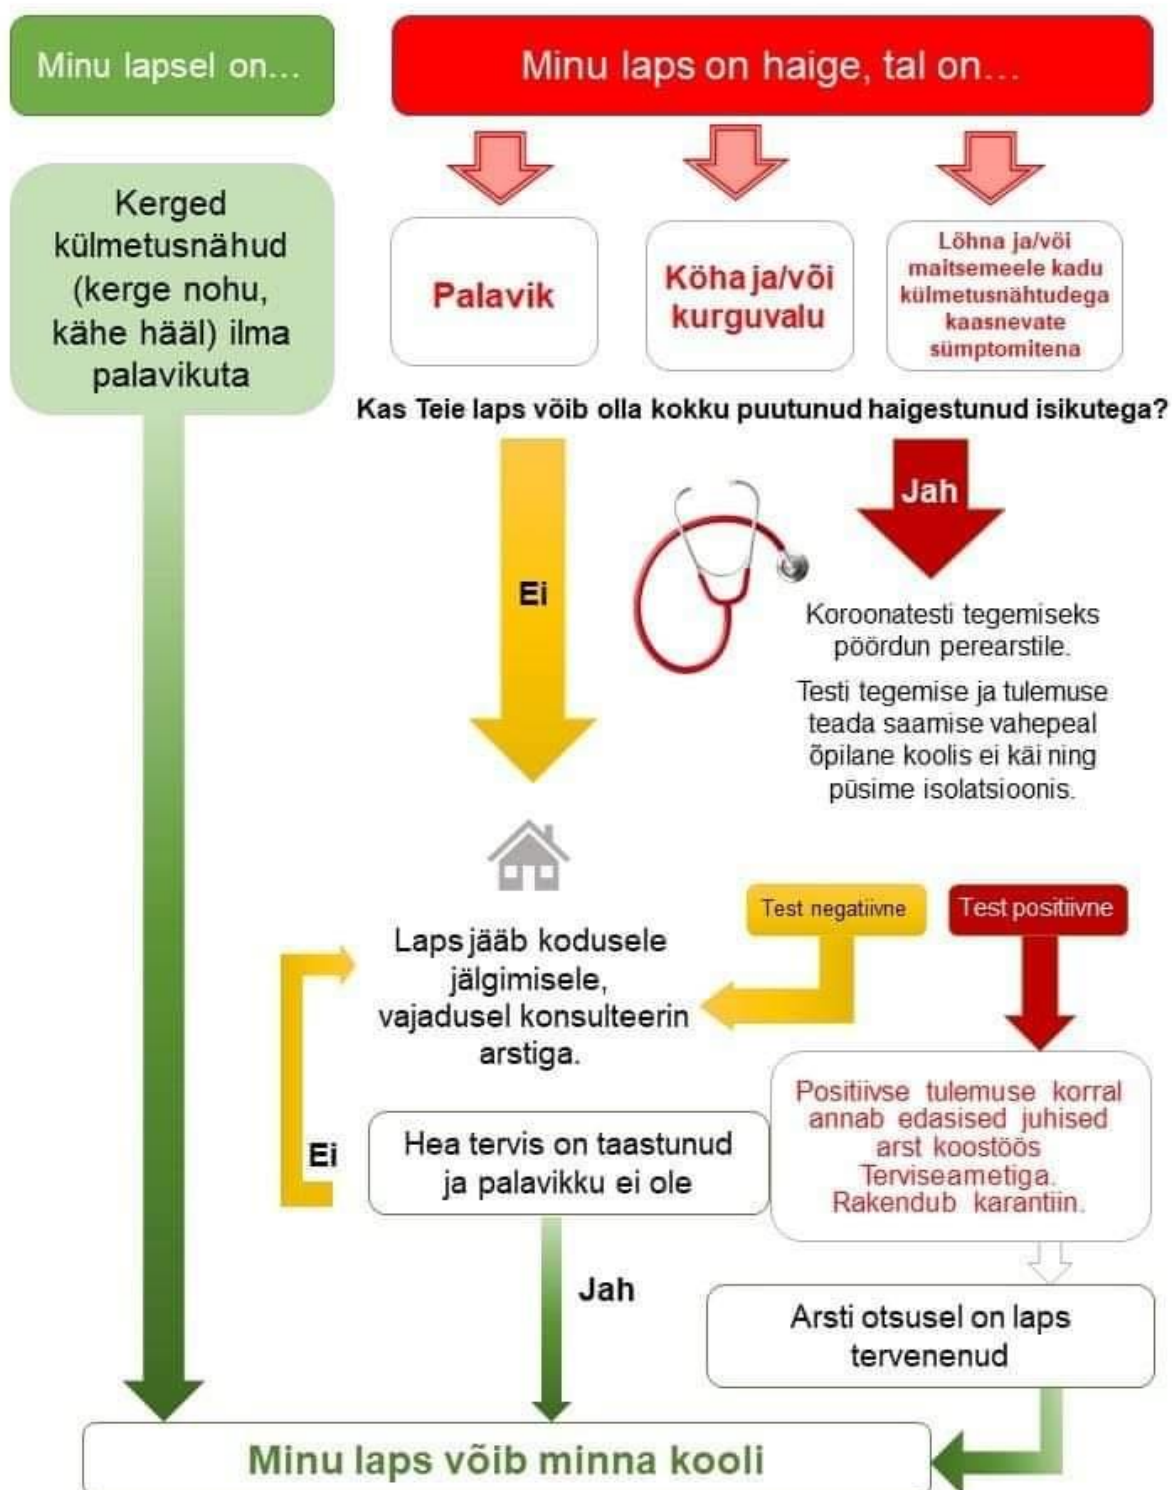 Minu lapsel on...
Minu laps on haige, tal on...
Kerged
külmetusnähud
(kerge nohu,
kähe hääl) ilma
palavikuta
Palavik
Köha ja/või
kurguvalu
Lõhna ja/või
maitsemeele kadu
külmetusnähtudega
kaasnevate
sümptomitena
Kas Teie laps võib olla kokku puutunud haigestunud isikutega?
Ei
Jah
Koroonatesti tegemiseks
pöördun perearstile.
Testi tegemise ja tulemuse
teada saamise vahepeal
õpilane koolis ei käi ning
püsime isolatsioonis.
Test negatiivne
Test positiivne
Laps jääb kodusele
jälgimisele,
vajadusel konsulteerin
arstiga.
Ei
Hea tervis on taastunud
ja palavikku ei ole
Positiivse tulemuse korral
annab edasised juhised
arst koostöös
Terviseametiga.
Rakendub karantiin.
Jah
Arsti otsusel on laps
tervenenud
Minu laps võib minna kooli